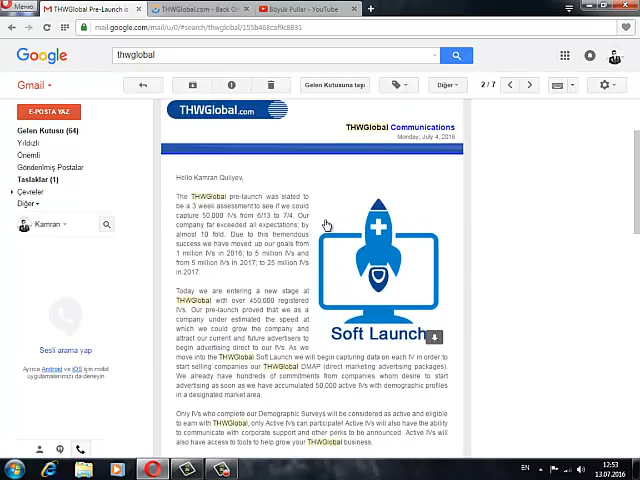 Меню
THWGlobal Pre-Launch is
THWGlobal.com - Back Of
Böyük Pullar - YouTube
mail.google.com/mail/u/0/#search/thwglobal/155b468caf9c8831
Google
thwglobal
Gmail
Gelen Kutusuna taşı
Diğer
2 / 7
E-POSTA YAZ
Gelen Kutusu (64)
Yıldızlı
Önemli
Gönderilmiş Postalar
Taslaklar (1)
Çevreler
Diğer
Kamran
Sesli arama yap
Ayrıca Android ve iOS için mobil
uygulamalarımızı da deneyin
THWGlobal.com
THWGlobal Communications
Monday, July 4, 2016
Hello Kamran Quliyev,
The THWGlobal pre-launch was slated to
be a 3 week assessment to see if we could
capture 50,000 IVs from 6/13 to 7/4. Our
company far exceeded all expectations; by
almost 10 fold. Due to this tremendous
success we have moved up our goals from
1 million IVs in 2016; to 5 million IVs and
from 5 million IVs in 2017; to 25 million IVs
in 2017.
Today we are entering a new stage at
THWGlobal with over 450,000 registered
IVs. Our pre-launch proved that we as a
company under estimated the speed at
which we could grow the company and
attract our current and future advertisers to
begin advertising direct to our IVs. As we
move into the THWGlobal Soft Launch we will begin capturing data on each IV in order to
start selling companies our THWGlobal DMAP (direct marketing advertising packages).
We already have hundreds of commitments from companies whom desire to start
advertising as soon as we have accumulated 50,000 active IVs with demographic profiles
in a designated market area.
Soft Launch
Only IVs who complete our Demographic Surveys will be considered as active and eligible
to earn with THWGlobal, only Active IVs can participate! Active IVs will also have the ability
to communicate with corporate support and other perks to be announced. Active IVs will
also have access to tools to help grow your THWGlobal business.
EN
12:53
13.07.2016